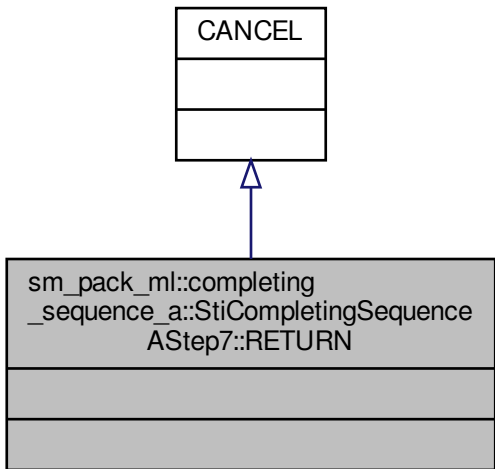 CANCEL
sm_pack_ml::completing
_sequence_a::StiCompletingSequence
AStep7::RETURN